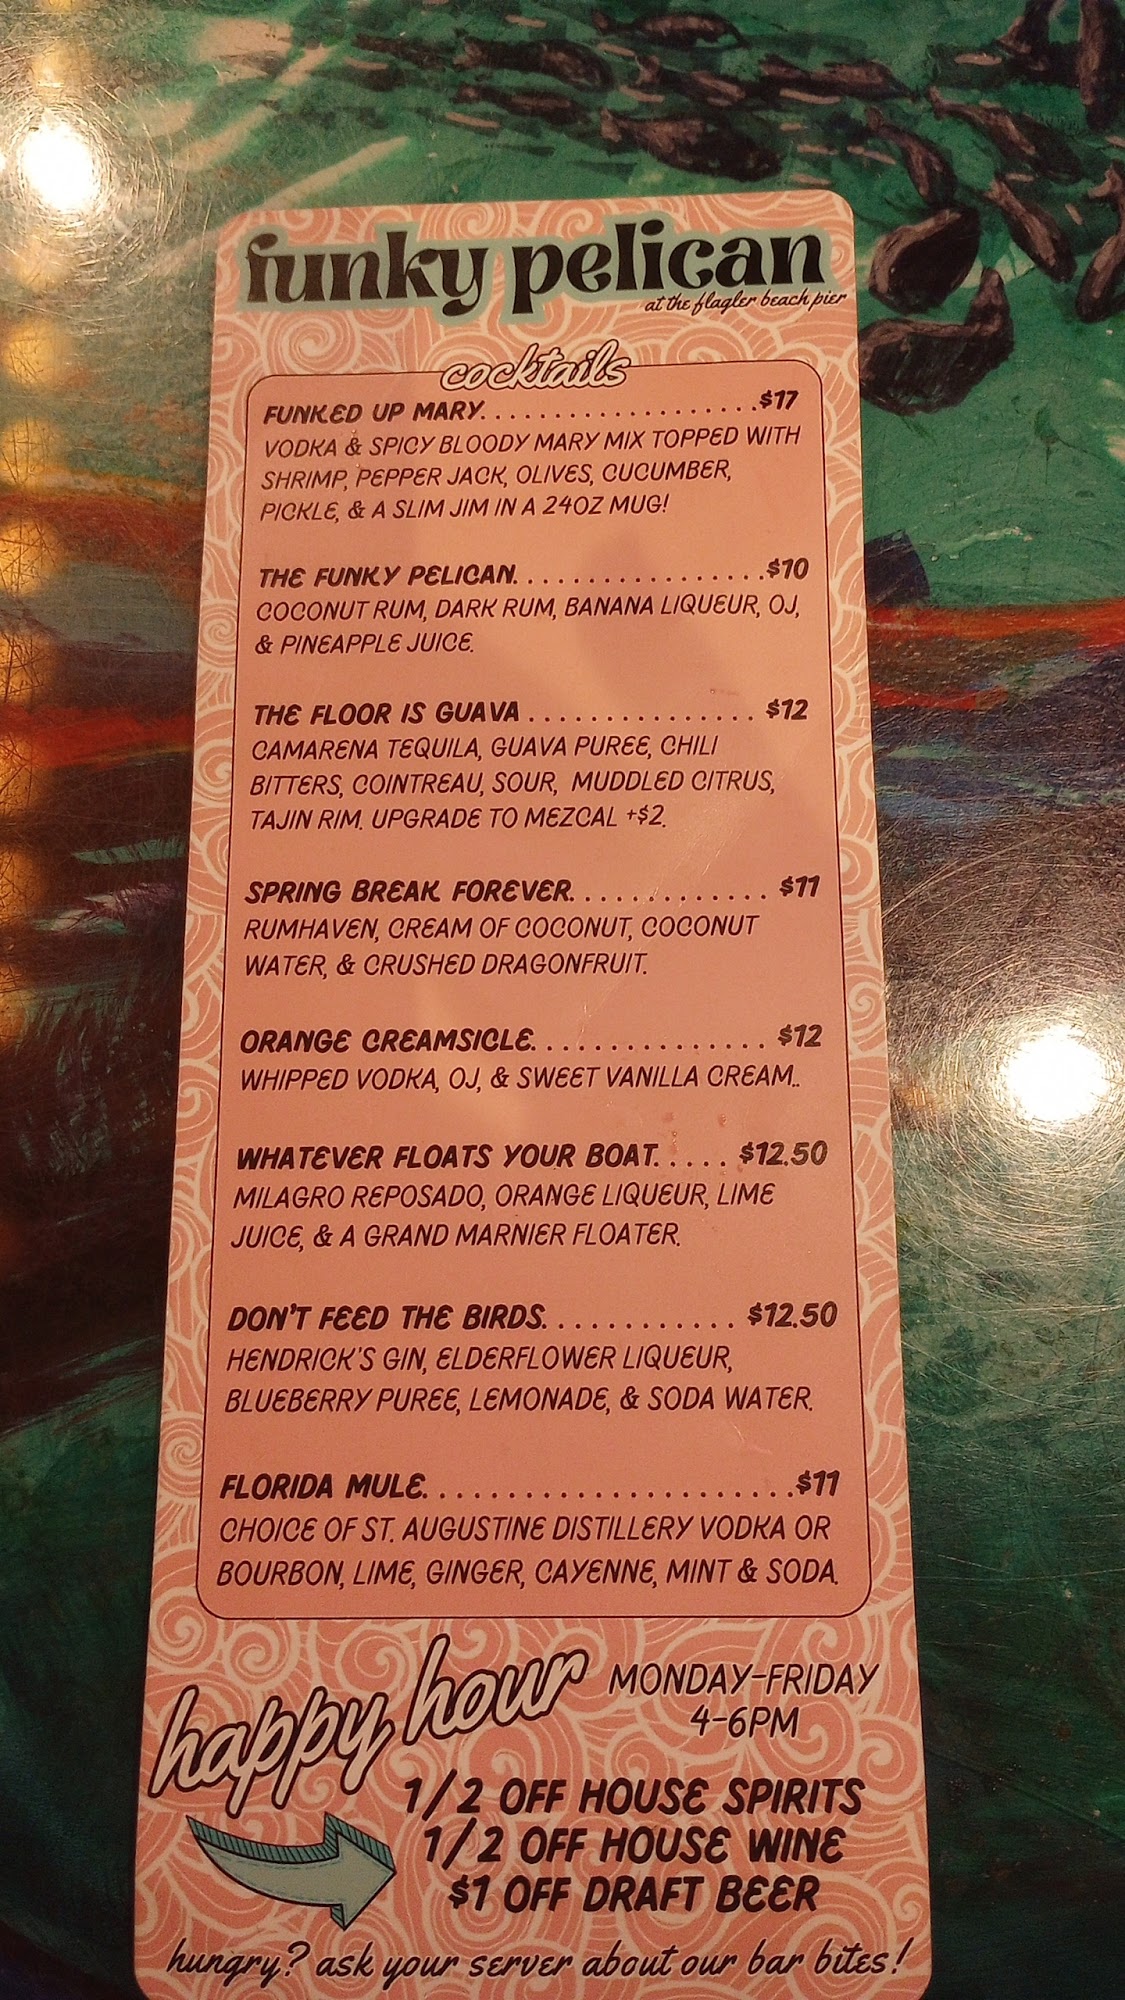 funky pelican
at the flagler beach pier
cocktails
FUNKED UP MARY. . . . . . . . . . . . . . . . . . .$17
VODKA & SPICY BLOODY MARY MIX TOPPED WITH
SHRIMP, PEPPER JACK, OLIVES, CUCUMBER,
PICKLE, & A SLIM JIM IN A 24OZ MUG!
THE FUNKY PELICAN. . . . . . . . . . . . . . . . .$10
COCONUT RUM, DARK RUM, BANANA LIQUEUR, OJ,
& PINEAPPLE JUICE.
THE FLOOR IS GUAVA . . . . . . . . . . . . . . . $12
CAMARENA TEQUILA, GUAVA PUREE, CHILI
BITTERS, COINTREAU, SOUR, MUDDLED CITRUS,
TAJIN RIM. UPGRADE TO MEZCAL +$2.
SPRING BREAK FOREVER. . . . . . . . . . . . . $11
RUMHAVEN, CREAM OF COCONUT, COCONUT
WATER, & CRUSHED DRAGONFRUIT.
ORANGE CREAMSICLE. . . . . . . . . . . . . . . $12
WHIPPED VODKA, OJ, & SWEET VANILLA CREAM..
WHATEVER FLOATS YOUR BOAT. . . . . $12.50
MILAGRO REPOSADO, ORANGE LIQUEUR, LIME
JUICE, & A GRAND MARNIER FLOATER.
DON'T FEED THE BIRDS. . . . . . . . . . . . $12.50
HENDRICK'S GIN, ELDERFLOWER LIQUEUR,
BLUEBERRY PUREE, LEMONADE, & SODA WATER.
FLORIDA MULE. . . . . . . . . . . . . . . . . . . . . . .$11
CHOICE OF ST. AUGUSTINE DISTILLERY VODKA OR
BOURBON, LIME, GINGER, CAYENNE, MINT & SODA.
happy hour
MONDAY-FRIDAY
4-6PM
1/2 OFF HOUSE SPIRITS
1/2 OFF HOUSE WINE
$1 OFF DRAFT BEER
hungry? ask your server about our bar bites!